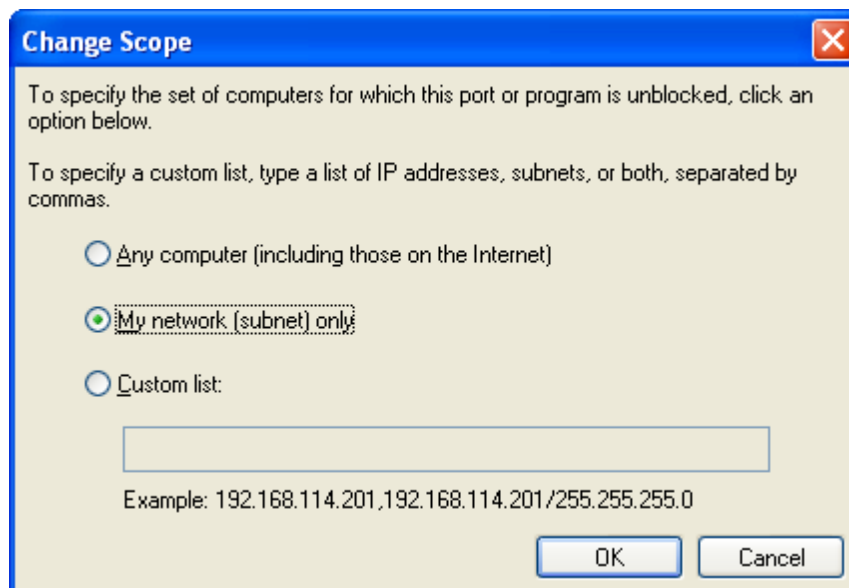 Change Scope
To specify the set of computers for which this port or program is unblocked, click an
option below.
To specify a custom list, type a list of IP addresses, subnets, or both, separated by
commas.
Any computer (including those on the Internet)
My network (subnet) only
Custom list:
Example: 192.168.114.201,192.168.114.201/255.255.255.0
OK Cancel